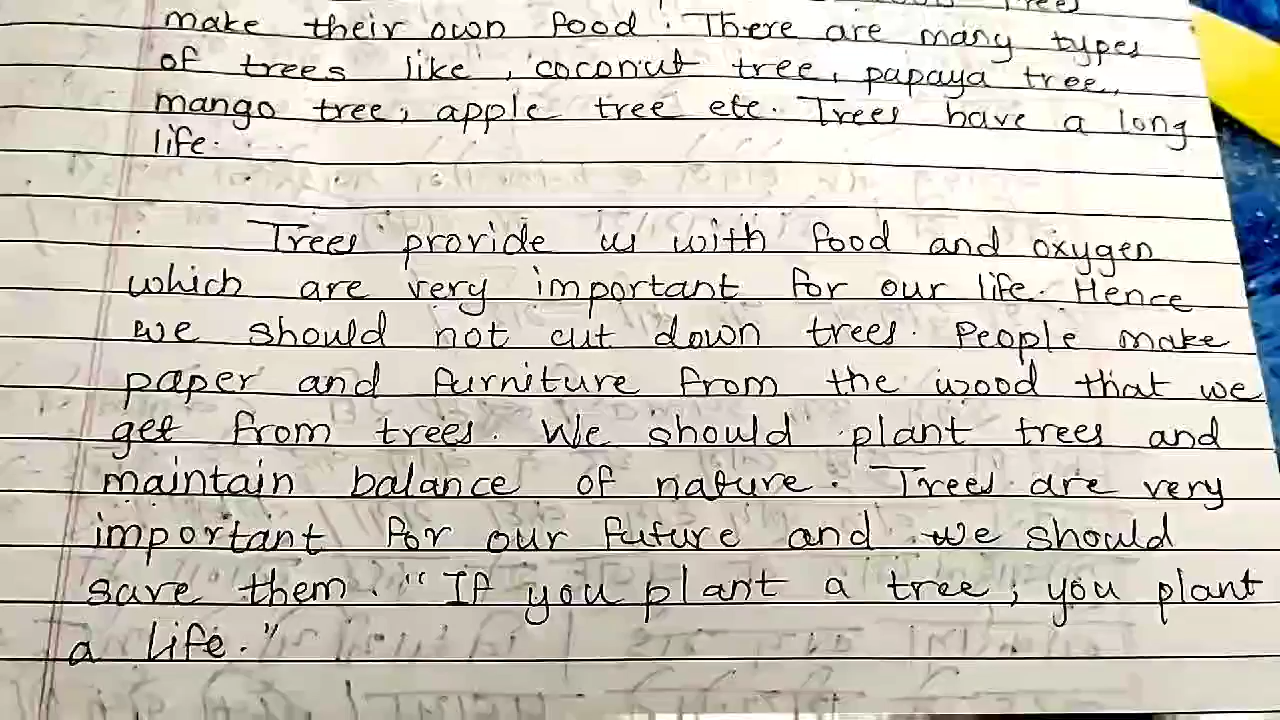 Trees
make their own food. There are many types
of trees like, coconut tree, papaya tree,
mango tree, apple tree etc. Trees have a long
life.
Trees provide us with food and oxygen
which are very important for our life. Hence
we should not cut down trees. People make
paper and furniture from the wood that we
get from trees. We should plant trees and
maintain balance of nature. Trees are very
important for our future and we should
save them. "If you plant a tree, you plant
a life."